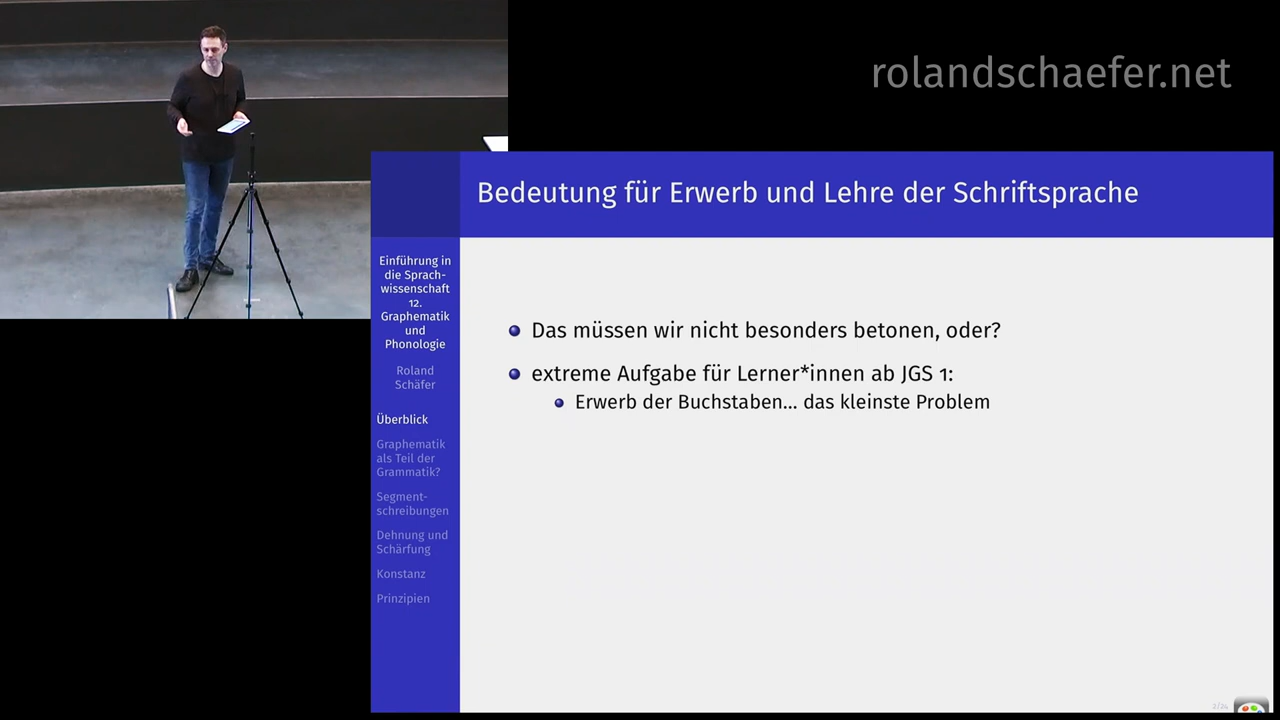 rolandschaefer.net
Bedeutung für Erwerb und Lehre der Schriftsprache
Einführung in
die Sprach-
wissenschaft
12.
Graphematik
und
Phonologie
Roland
Schäfer
Überblick
Graphematik
als Teil der
Grammatik?
Segment-
schreibungen
Dehnung und
Schärfung
Konstanz
Prinzipien
Das müssen wir nicht besonders betonen, oder?
extreme Aufgabe für Lerner*innen ab JGS 1:
Erwerb der Buchstaben... das kleinste Problem
2/24